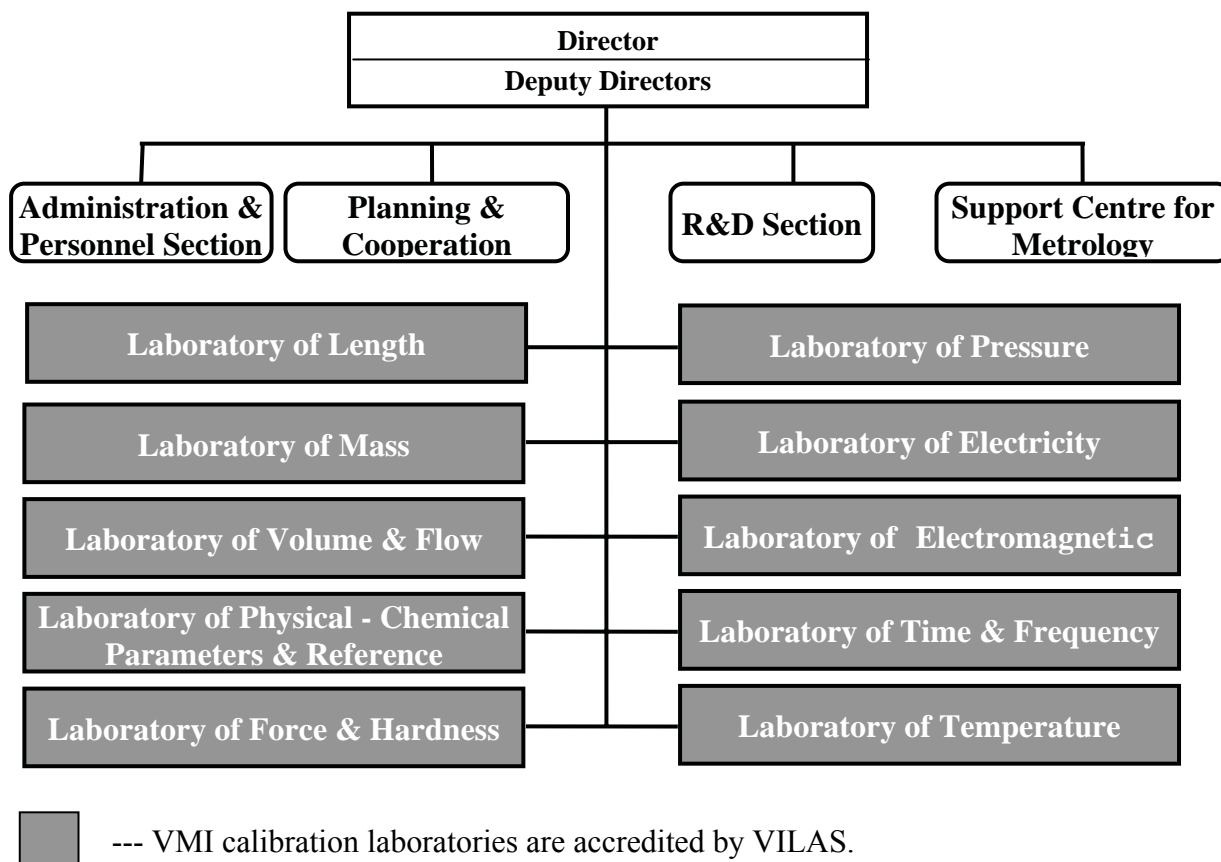 Director
Deputy Directors
Administration &
Personnel Section
Planning &
Cooperation
R&D Section
Support Centre for
Metrology
Laboratory of Length
Laboratory of Pressure
Laboratory of Mass
Laboratory of Electricity
Laboratory of Volume & Flow
Laboratory of Electromagnetic
Laboratory of Physical - Chemical
Parameters & Reference
Laboratory of Time & Frequency
Laboratory of Force & Hardness
Laboratory of Temperature
--- VMI calibration laboratories are accredited by VILAS.